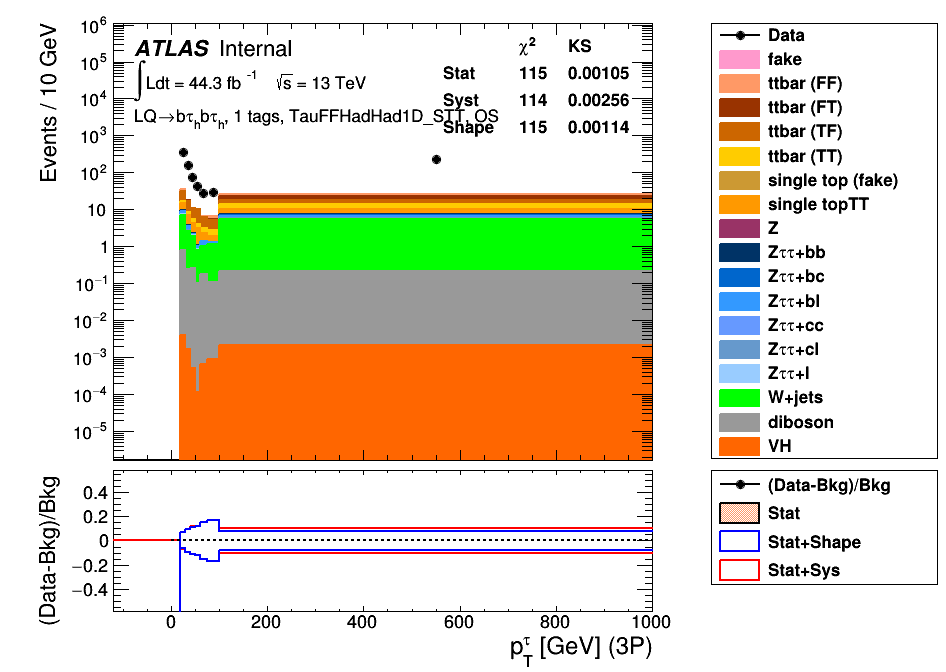 ATLAS Internal
∫Ldt = 44.3 fb⁻¹ √s = 13 TeV
LQ→bτₕbτₕ, 1 tags, TauFFHadHad1D_STT, OS
χ² KS
Stat 115 0.00105
Syst 114 0.00256
Shape 115 0.00114
Events / 10 GeV
10⁶
10⁵
10⁴
10³
10²
10
1
10⁻¹
10⁻²
10⁻³
10⁻⁴
10⁻⁵
Data
fake
ttbar (FF)
ttbar (FT)
ttbar (TF)
ttbar (TT)
single top (fake)
single topTT
Z
Zττ+bb
Zττ+bc
Zττ+bl
Zττ+cc
Zττ+cl
Zττ+l
W+jets
diboson
VH
(Data-Bkg)/Bkg
0.4
0.2
0
−0.2
−0.4
0 200 400 600 800 1000
p_T^τ [GeV] (3P)
(Data-Bkg)/Bkg
Stat
Stat+Shape
Stat+Sys